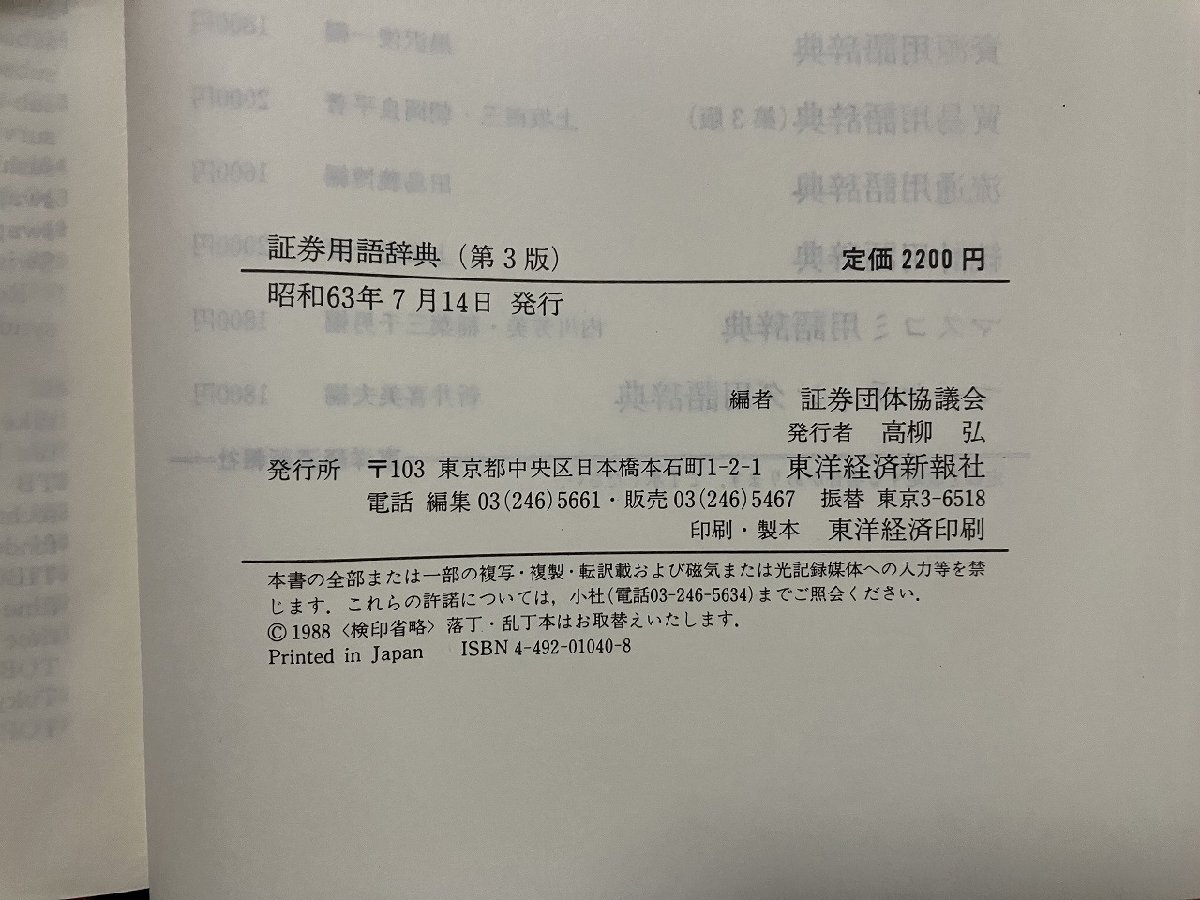 証券用語辞典（第3版） 定価 2200 円
昭和63年7月14日 発行
編者 証券団体協議会
発行者 高柳 弘
発行所 〒103 東京都中央区日本橋本石町1-2-1 東洋経済新報社
電話 編集03(246)5661・販売03(246)5467 振替 東京3-6518
印刷・製本 東洋経済印刷
本書の全部または一部の複写・複製・転訳載および磁気または光記録媒体への入力等を禁
じます．これらの許諾については，小社(電話03-246-5634)までご照会ください．
© 1988 〈検印省略〉落丁・乱丁本はお取替えいたします．
Printed in Japan ISBN 4-492-01040-8